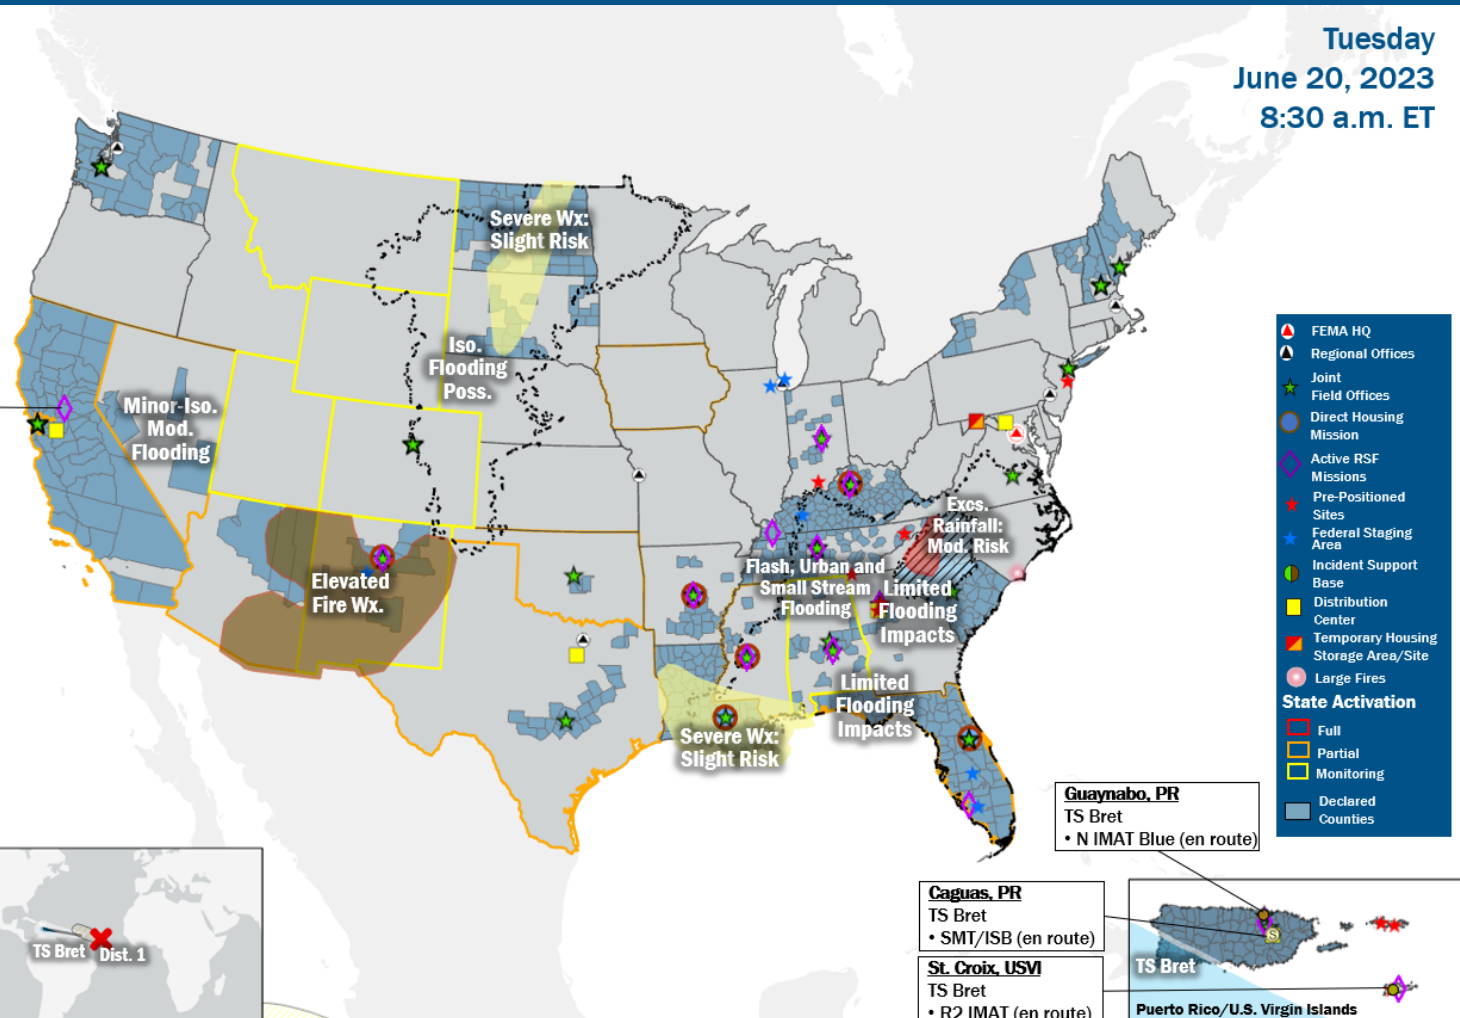 Tuesday
June 20, 2023
8:30 a.m. ET
Severe Wx:
Slight Risk
Iso.
Flooding
Poss.
Minor-Iso.
Mod.
Flooding
Elevated
Fire Wx.
Excs.
Rainfall:
Mod. Risk
Flash, Urban and
Small Stream
Flooding
Limited
Flooding
Impacts
Limited
Flooding
Impacts
Severe Wx:
Slight Risk
FEMA HQ
Regional Offices
Joint
Field Offices
Direct Housing
Mission
Active RSF
Missions
Pre-Positioned
Sites
Federal Staging
Area
Incident Support
Base
Distribution
Center
Temporary Housing
Storage Area/Site
Large Fires
State Activation
Full
Partial
Monitoring
Declared
Counties
Guaynabo, PR
TS Bret
• N IMAT Blue (en route)
Caguas, PR
TS Bret
• SMT/ISB (en route)
St. Croix, USVI
TS Bret
• R2 IMAT (en route)
TS Bret
Dist. 1
S
TS Bret
Puerto Rico/U.S. Virgin Islands